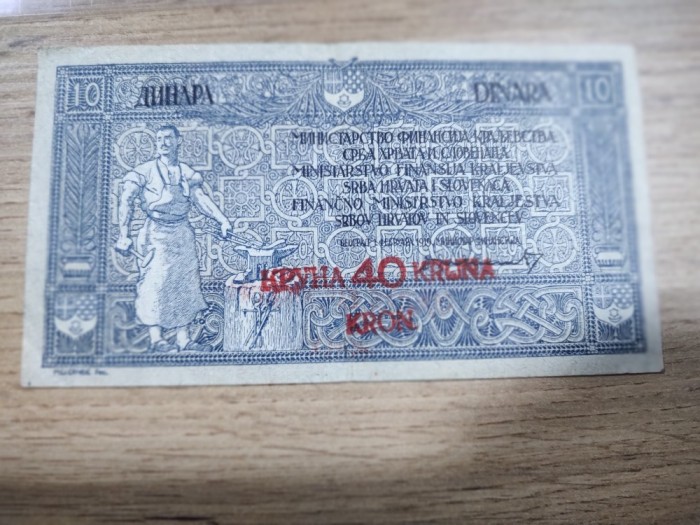 10 ДИНАРА DINARA 10
МИНИСТАРСТВО ФИНАНСИЈА КРАЉЕВСТВА
СРБА ХРВАТА И СЛОВЕНАЦА
MINISTARSTVO FINANSIJA KRALJEVSTVA
SRBA HRVATA I SLOVENACA
FINANČNO MINISTRSTVO KRALJESTVA
SRBOV HRVATOV IN SLOVENCEV
КРУНА 40 KRUNA
KRON